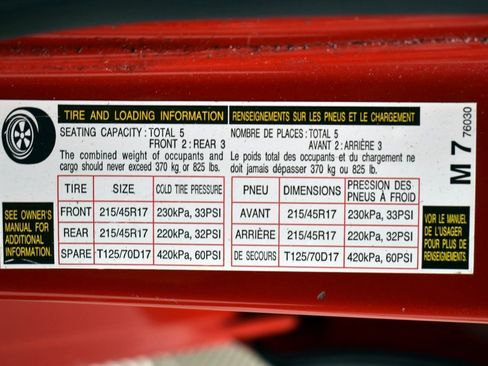 TIRE AND LOADING INFORMATION
SEATING CAPACITY : TOTAL 5
FRONT 2 : REAR 3
The combined weight of occupants and
cargo should never exceed 370 kg or 825 lbs.
TIRE SIZE COLD TIRE PRESSURE
FRONT 215/45R17 230kPa, 33PSI
REAR 215/45R17 220kPa, 32PSI
SPARE T125/70D17 420kPa, 60PSI
SEE OWNER'S
MANUAL FOR
ADDITIONAL
INFORMATION.
RENSEIGNEMENTS SUR LES PNEUS ET LE CHARGEMENT
NOMBRE DE PLACES : TOTAL 5
AVANT 2 : ARRIÈRE 3
Le poids total des occupants et du chargement ne
doit jamais dépasser 370 kg ou 825 lb.
PNEU DIMENSIONS PRESSION DES
PNEUS À FROID
AVANT 215/45R17 230kPa, 33PSI
ARRIÈRE 215/45R17 220kPa, 32PSI
DE SECOURS T125/70D17 420kPa, 60PSI
VOIR LE MANUEL
DE L'USAGER
POUR PLUS DE
RENSEIGNEMENTS.
M 7 76030